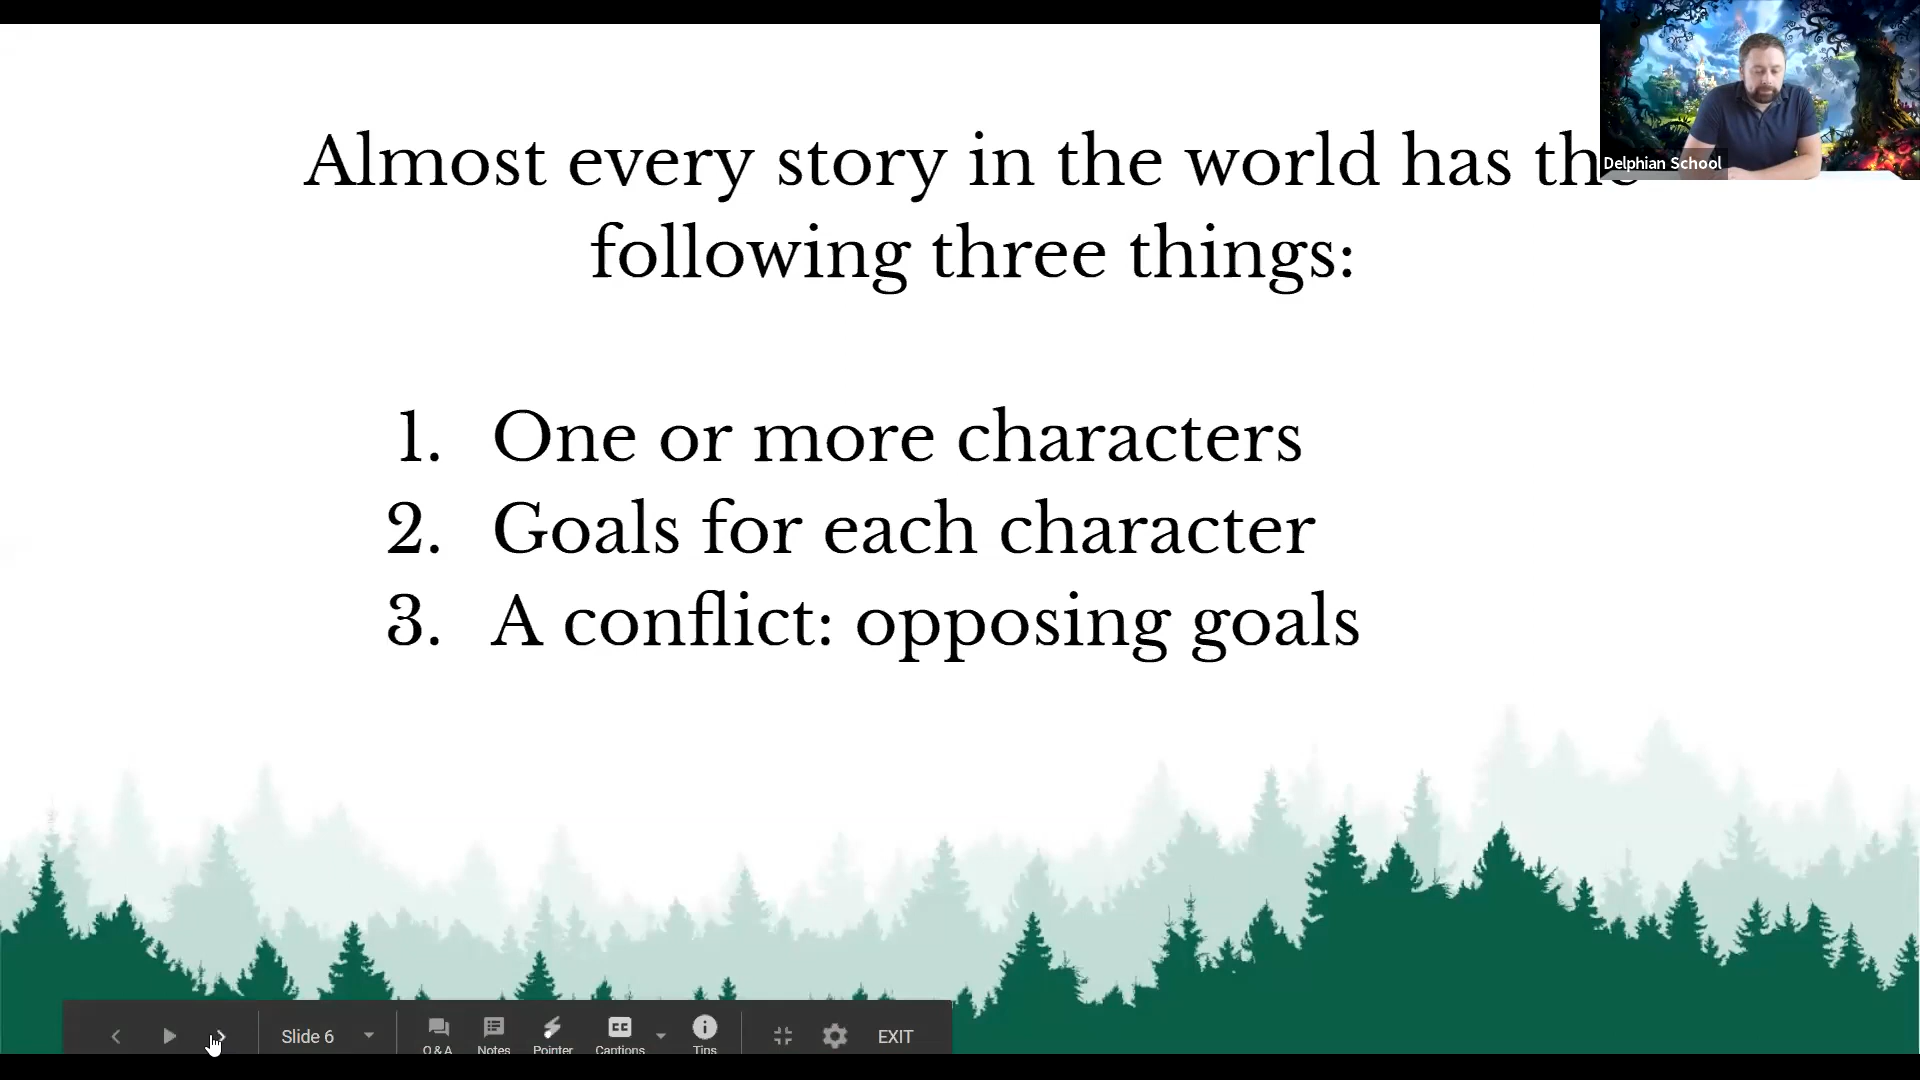 Almost every story in the world has the
following three things:
1. One or more characters
2. Goals for each character
3. A conflict: opposing goals
Delphian School
Slide 6
Q & A
Notes
Pointer
CC
Captions
Tips
EXIT